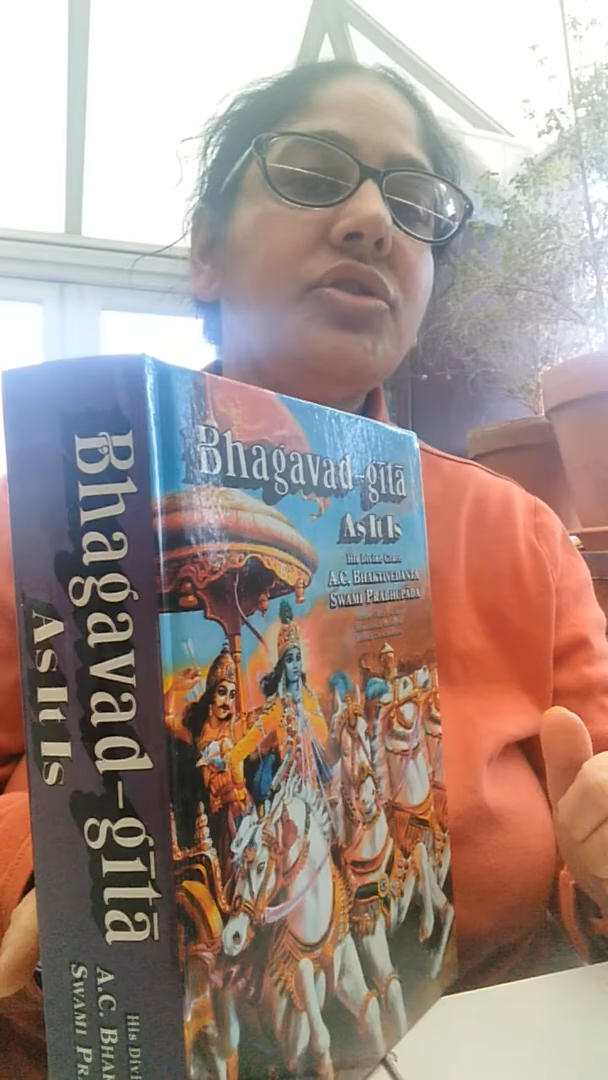 Bhagavad-gītā
As It Is
His Divine Grace
A.C. BHAKTIVEDANTA
SWAMI PRABHUPĀDA
Bhagavad-gītā
As It Is
His Divi
A.C. BHA
SWAMI PR